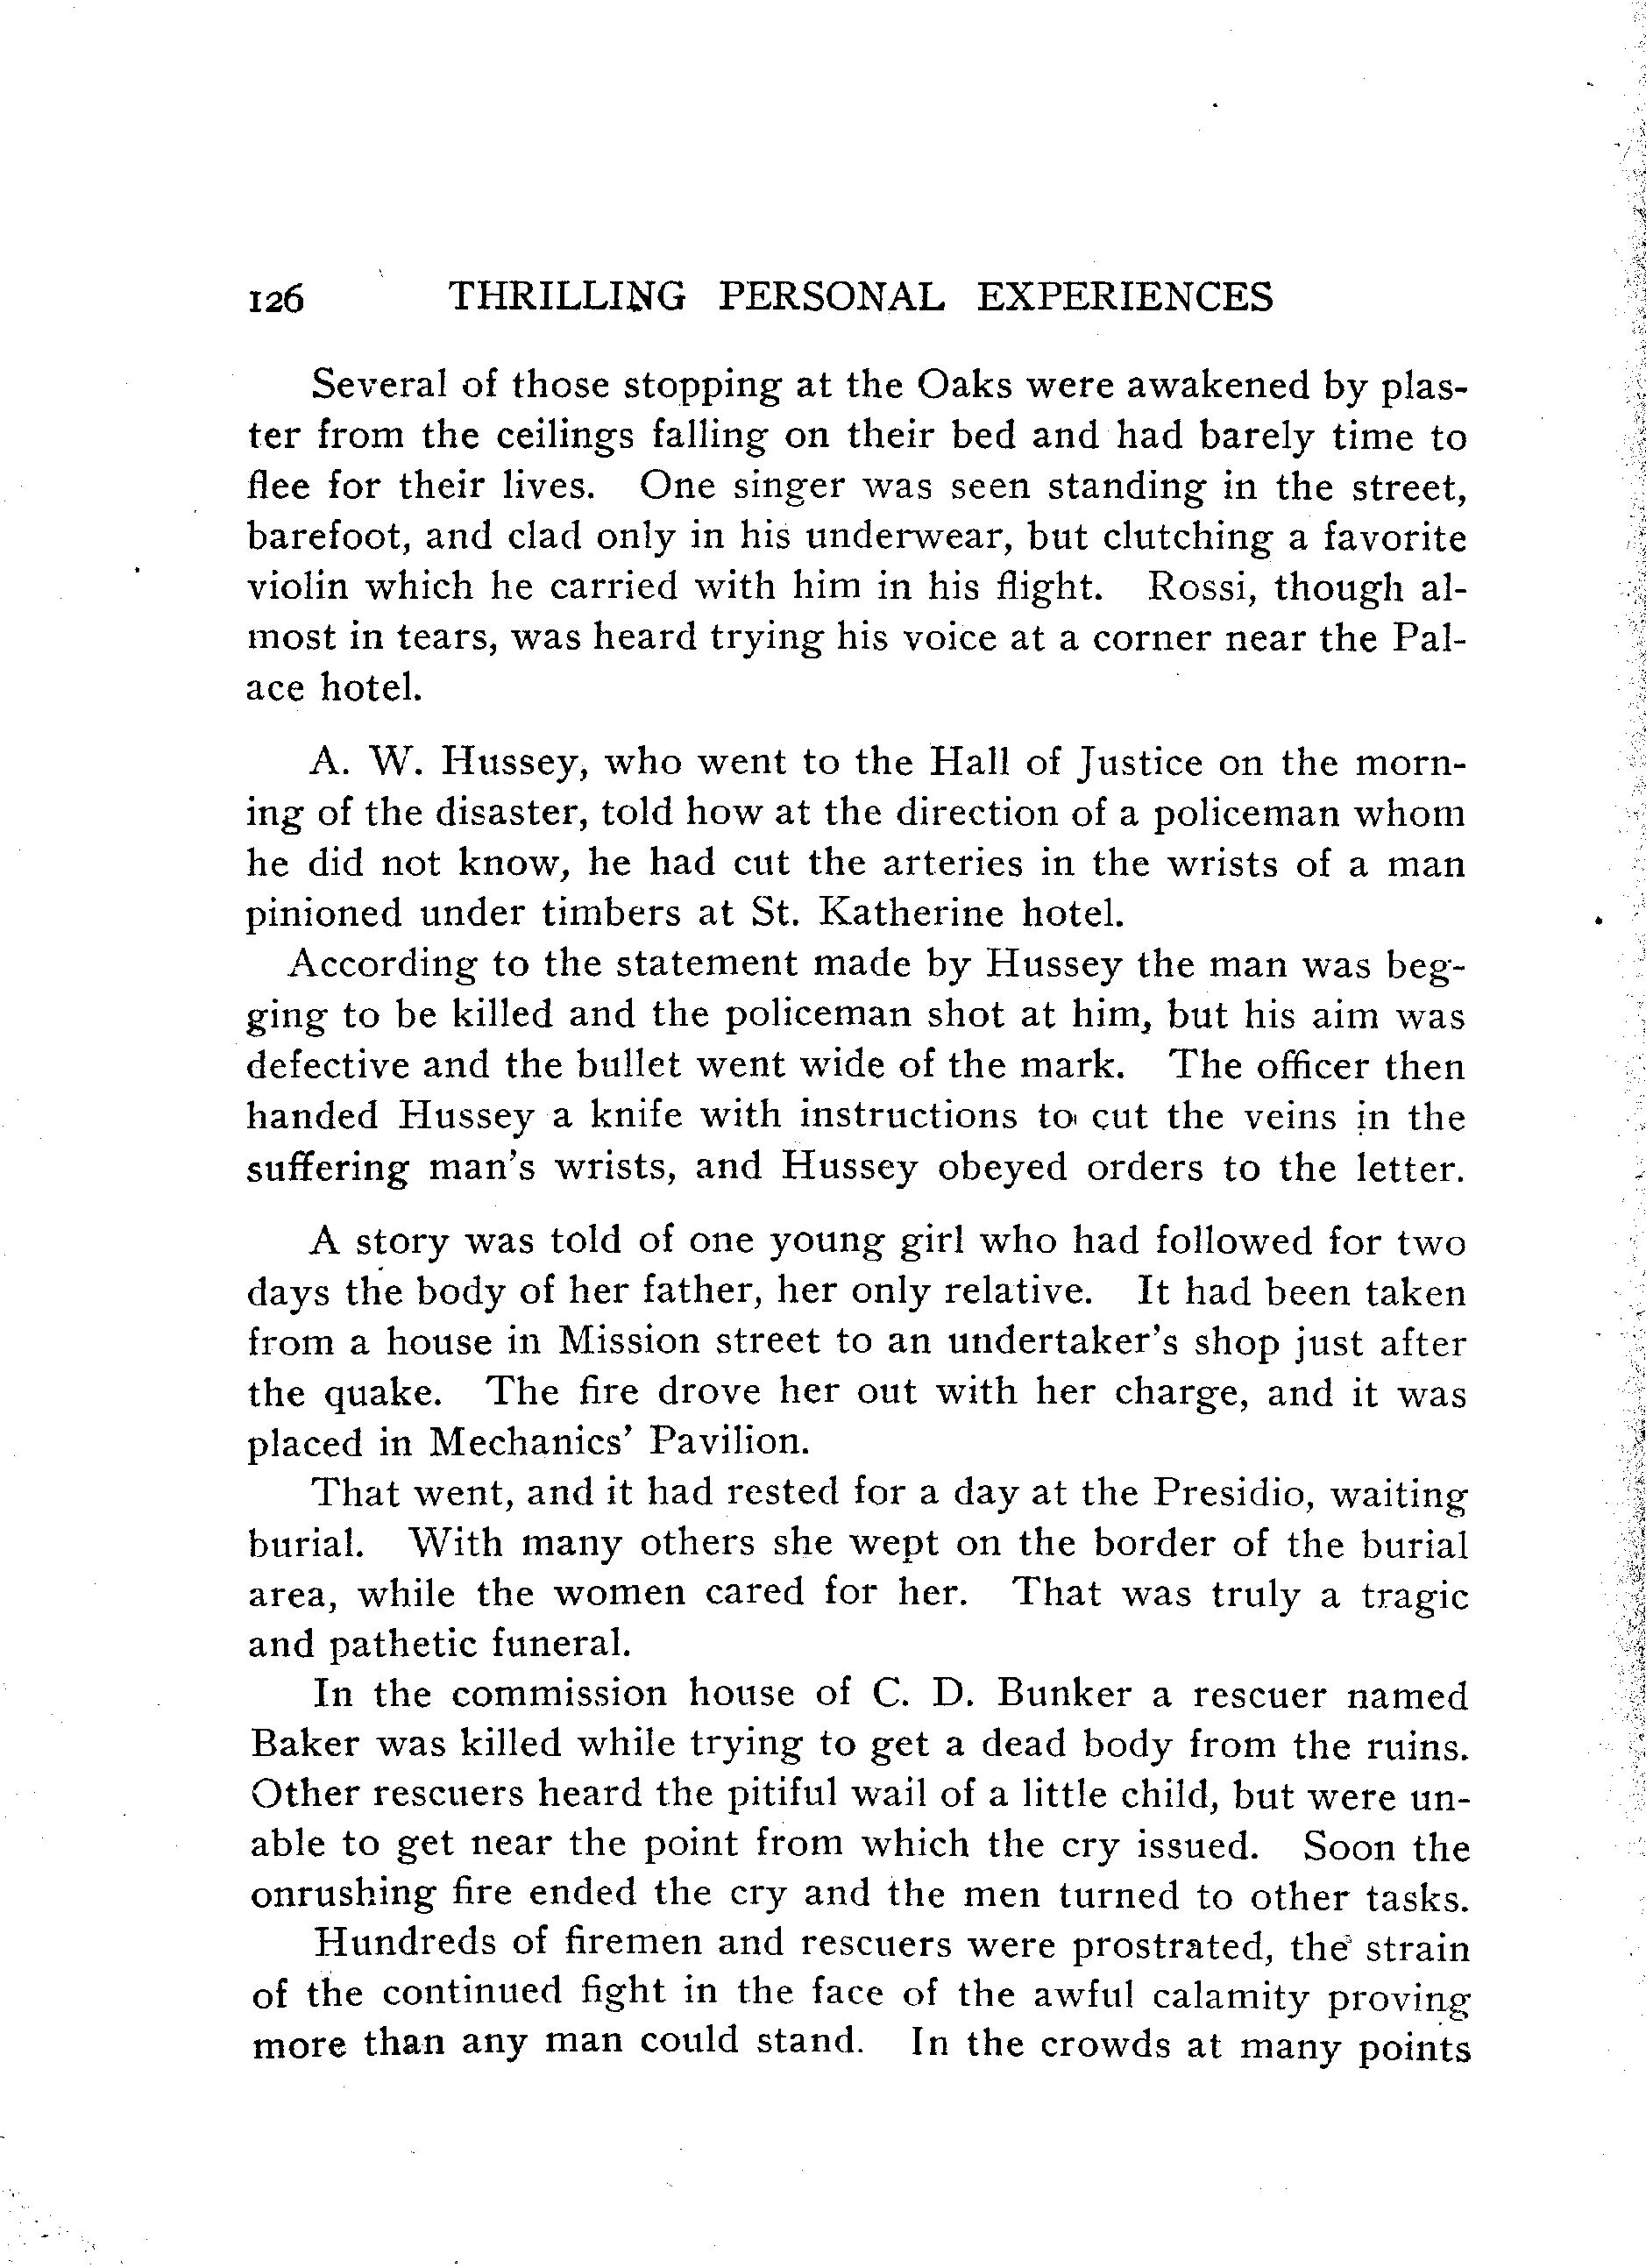 126 THRILLING PERSONAL EXPERIENCES
Several of those stopping at the Oaks were awakened by plas-
ter from the ceilings falling on their bed and had barely time to
flee for their lives. One singer was seen standing in the street,
barefoot, and clad only in his underwear, but clutching a favorite
violin which he carried with him in his flight. Rossi, though al-
most in tears, was heard trying his voice at a corner near the Pal-
ace hotel.
A. W. Hussey, who went to the Hall of Justice on the morn-
ing of the disaster, told how at the direction of a policeman whom
he did not know, he had cut the arteries in the wrists of a man
pinioned under timbers at St. Katherine hotel.
According to the statement made by Hussey the man was beg-
ging to be killed and the policeman shot at him, but his aim was
defective and the bullet went wide of the mark. The officer then
handed Hussey a knife with instructions to cut the veins in the
suffering man's wrists, and Hussey obeyed orders to the letter.
A story was told of one young girl who had followed for two
days the body of her father, her only relative. It had been taken
from a house in Mission street to an undertaker's shop just after
the quake. The fire drove her out with her charge, and it was
placed in Mechanics' Pavilion.
That went, and it had rested for a day at the Presidio, waiting
burial. With many others she wept on the border of the burial
area, while the women cared for her. That was truly a tragic
and pathetic funeral.
In the commission house of C. D. Bunker a rescuer named
Baker was killed while trying to get a dead body from the ruins.
Other rescuers heard the pitiful wail of a little child, but were un-
able to get near the point from which the cry issued. Soon the
onrushing fire ended the cry and the men turned to other tasks.
Hundreds of firemen and rescuers were prostrated, the strain
of the continued fight in the face of the awful calamity proving
more than any man could stand. In the crowds at many points